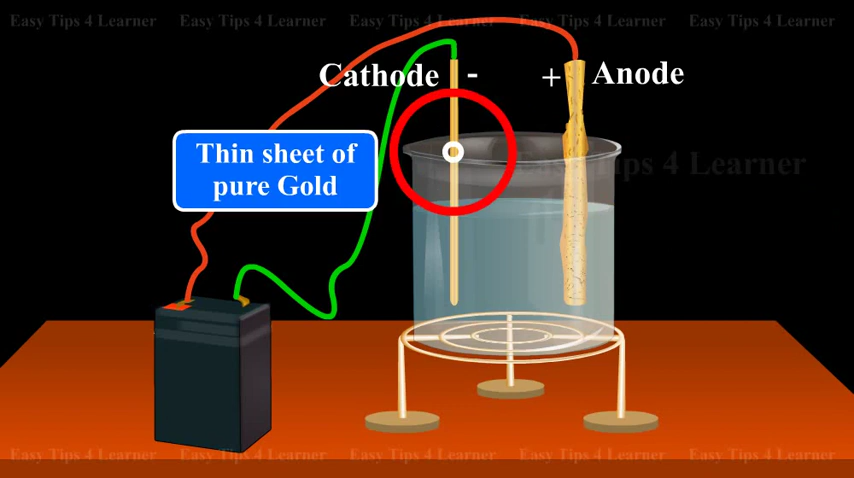 Easy Tips 4 Learner Easy Tips 4 Learner Easy Tips 4 Learner Easy Tips 4 Learner Easy Tips 4 Learner
Cathode - + Anode
Thin sheet of
pure Gold
Tips 4 Learner
Easy Tips 4 Learner Easy Tips 4 Learner Easy Tips 4 Learner Easy Tips 4 Learner Easy Tips 4 Learner